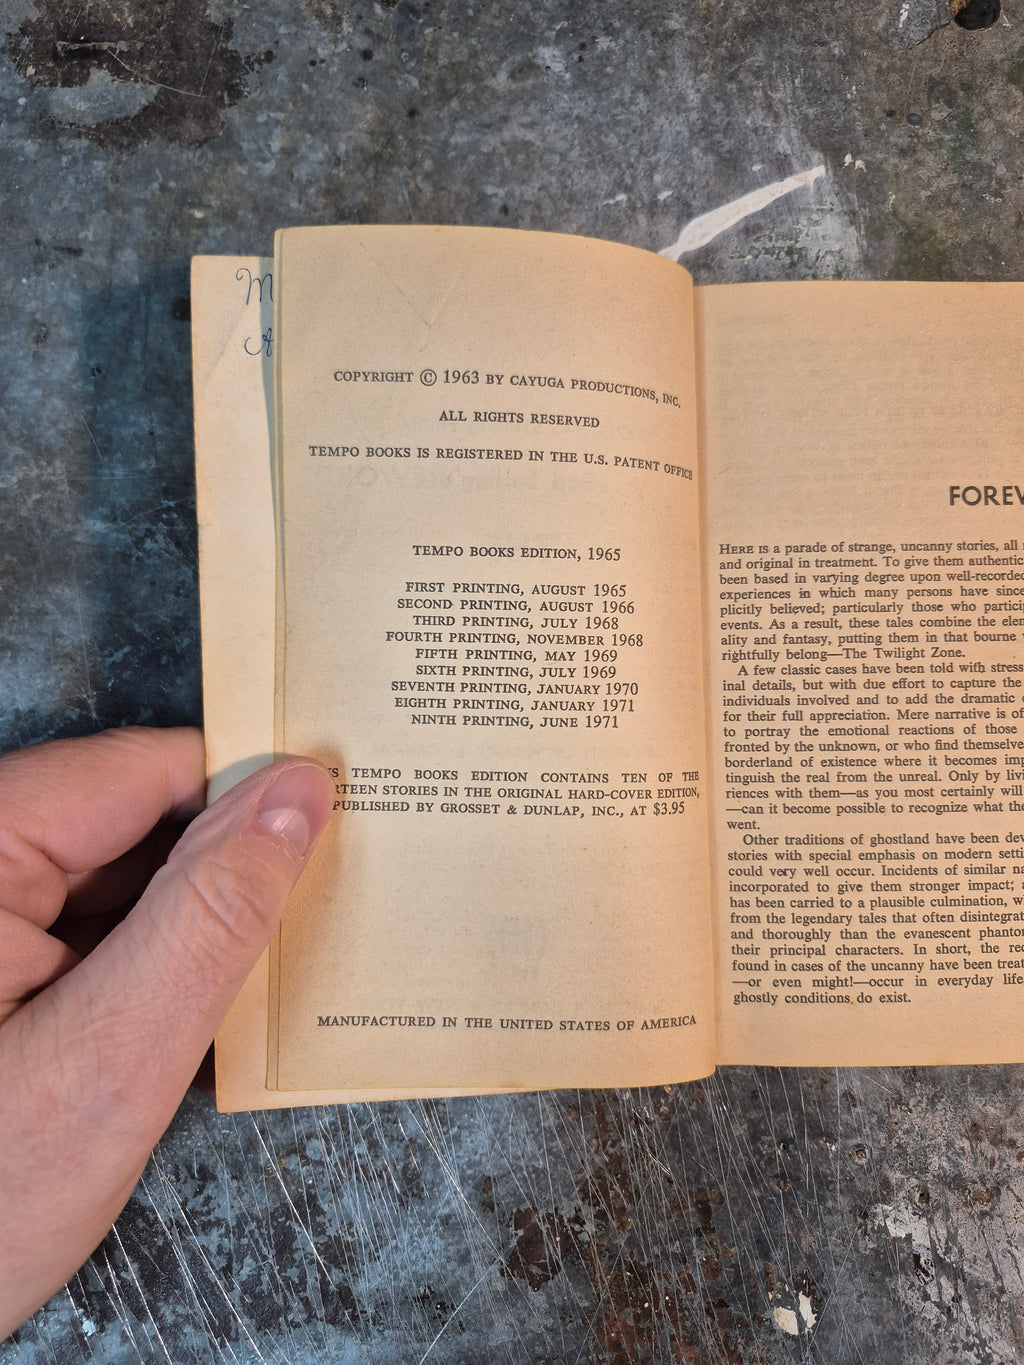 M
A
COPYRIGHT © 1963 BY CAYUGA PRODUCTIONS, INC.
ALL RIGHTS RESERVED
TEMPO BOOKS IS REGISTERED IN THE U.S. PATENT OFFICE
TEMPO BOOKS EDITION, 1965
FIRST PRINTING, AUGUST 1965
SECOND PRINTING, AUGUST 1966
THIRD PRINTING, JULY 1968
FOURTH PRINTING, NOVEMBER 1968
FIFTH PRINTING, MAY 1969
SIXTH PRINTING, JULY 1969
SEVENTH PRINTING, JANUARY 1970
EIGHTH PRINTING, JANUARY 1971
NINTH PRINTING, JUNE 1971
TEMPO BOOKS EDITION CONTAINS TEN OF THE
RTEEN STORIES IN THE ORIGINAL HARD-COVER EDITION,
PUBLISHED BY GROSSET & DUNLAP, INC., AT $3.95
MANUFACTURED IN THE UNITED STATES OF AMERICA
FOREW
HERE IS a parade of strange, uncanny stories, all
and original in treatment. To give them authentic
been based in varying degree upon well-recorde
experiences in which many persons have since
plicitly believed; particularly those who partici
events. As a result, these tales combine the elem
ality and fantasy, putting them in that bourne
rightfully belong—The Twilight Zone.
A few classic cases have been told with stress
inal details, but with due effort to capture the
individuals involved and to add the dramatic
for their full appreciation. Mere narrative is of
to portray the emotional reactions of those
fronted by the unknown, or who find themselve
borderland of existence where it becomes imp
tinguish the real from the unreal. Only by livi
riences with them—as you most certainly will
—can it become possible to recognize what the
went.
Other traditions of ghostland have been dev
stories with special emphasis on modern setti
could very well occur. Incidents of similar na
incorporated to give them stronger impact;
has been carried to a plausible culmination, w
from the legendary tales that often disintegrat
and thoroughly than the evanescent phantom
their principal characters. In short, the rec
found in cases of the uncanny have been treat
—or even might!—occur in everyday life,
ghostly conditions do exist.